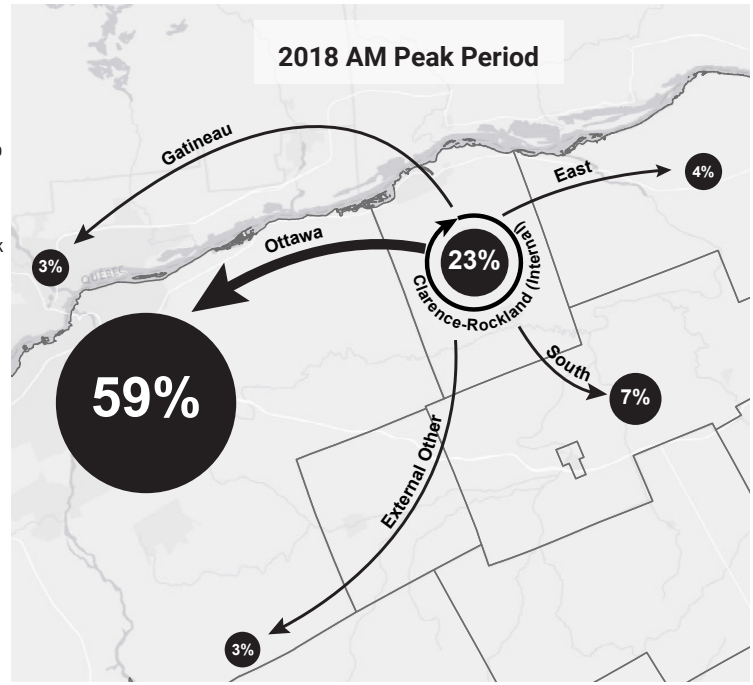 2018 AM Peak Period
Gatineau
East
4%
Ottawa
3%
QUEBEC
23%
Clarence-Rockland (Internal)
59%
South
7%
External Other
3%